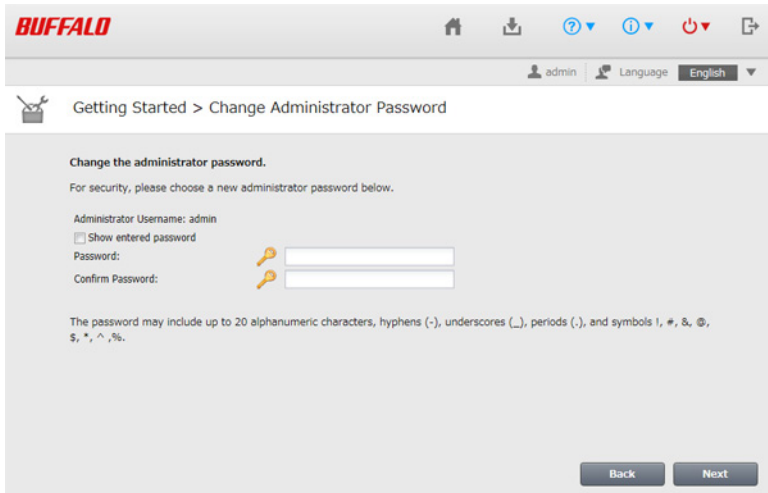 BUFFALO
admin Language English
Getting Started > Change Administrator Password
Change the administrator password.
For security, please choose a new administrator password below.
Administrator Username: admin
Show entered password
Password:
Confirm Password:
The password may include up to 20 alphanumeric characters, hyphens (-), underscores (_), periods (.), and symbols !, #, &, @,
$, *, ^ ,%.
Back Next